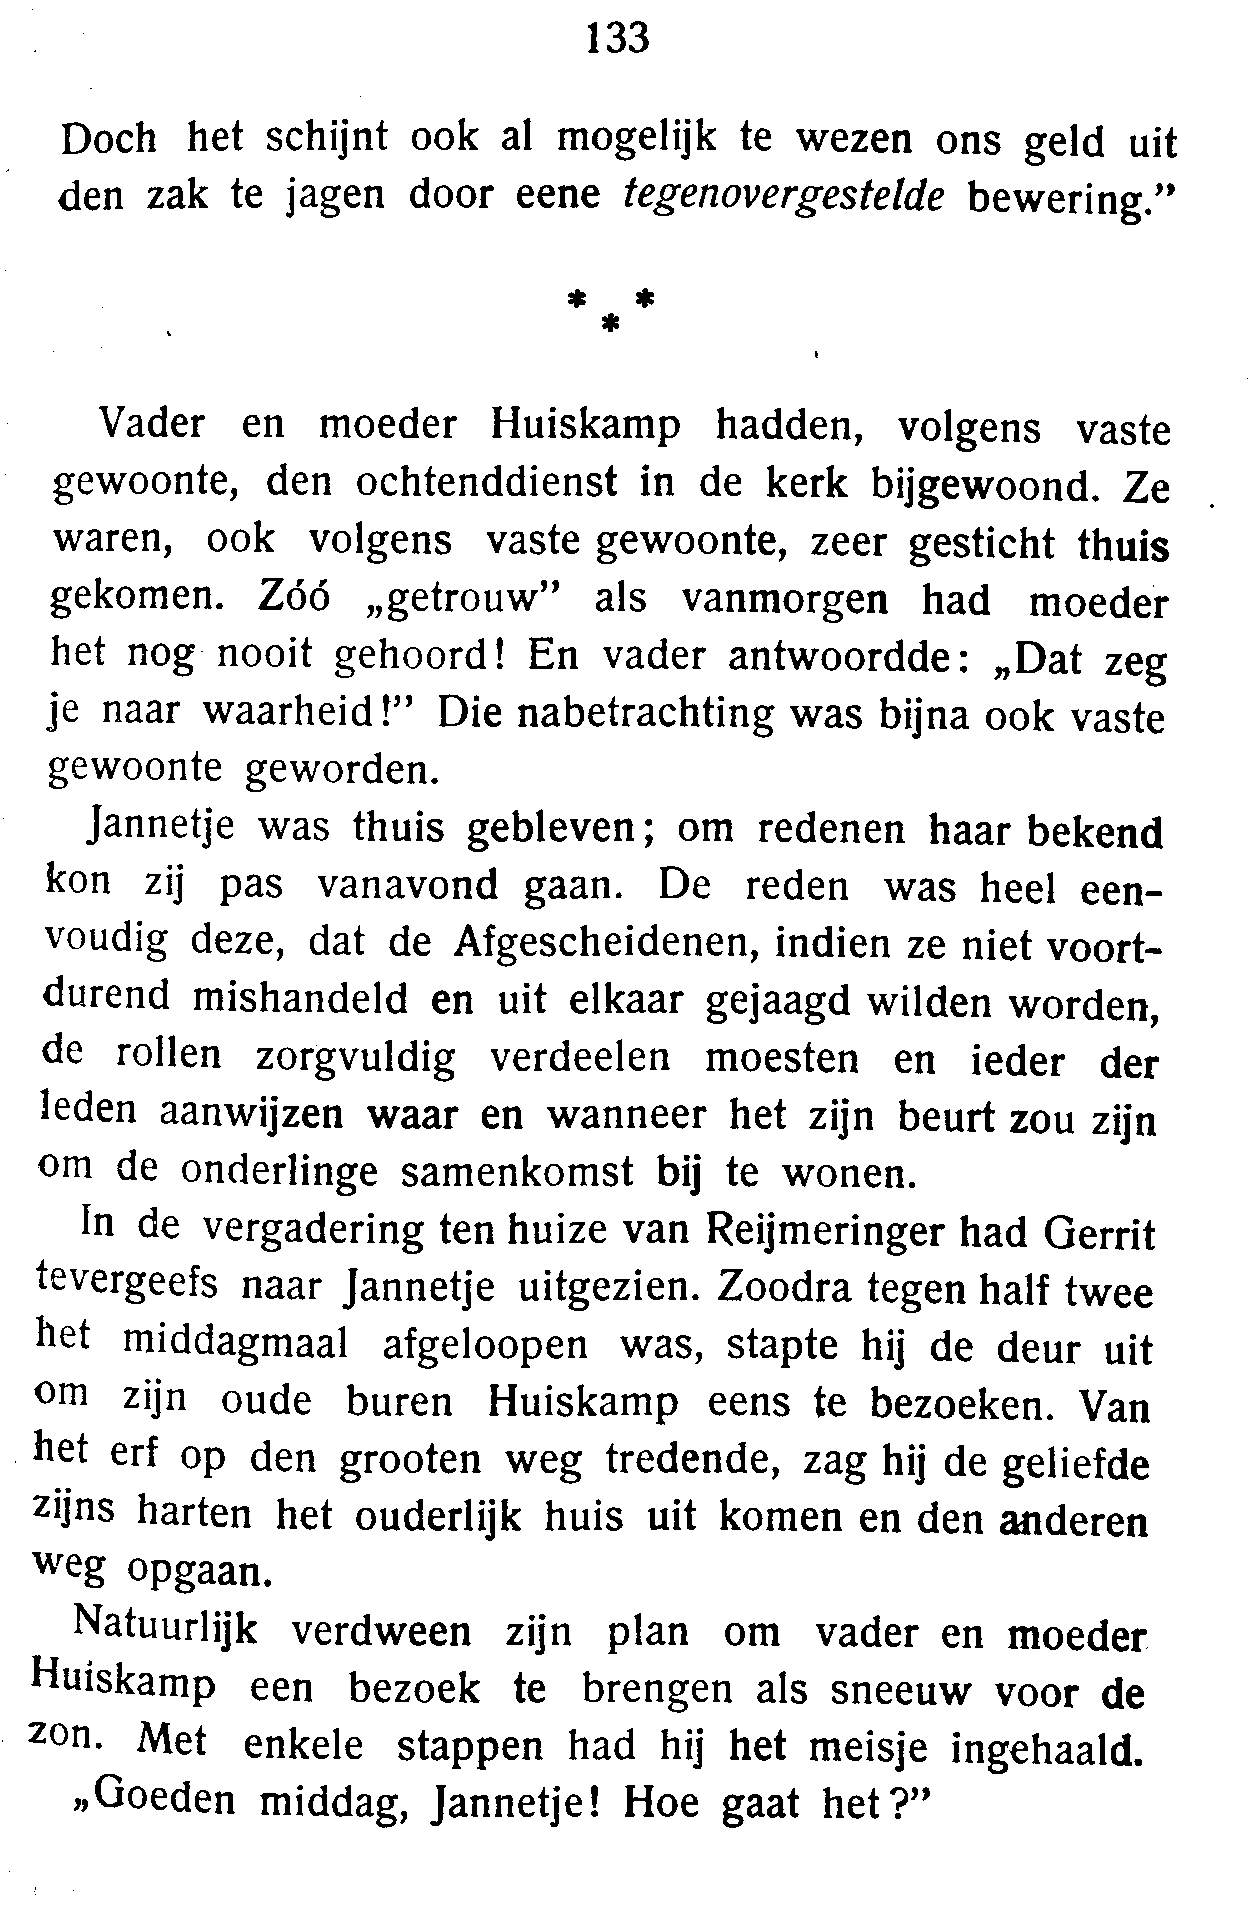 133
Doch het schijnt ook al mogelijk te wezen ons geld uit
den zak te jagen door eene tegenovergestelde bewering.”
* *
*
Vader en moeder Huiskamp hadden, volgens vaste
gewoonte, den ochtenddienst in de kerk bijgewoond. Ze
waren, ook volgens vaste gewoonte, zeer gesticht thuis
gekomen. Zóó „getrouw” als vanmorgen had moeder
het nog nooit gehoord! En vader antwoordde: „Dat zeg
je naar waarheid!” Die nabetrachting was bijna ook vaste
gewoonte geworden.
Jannetje was thuis gebleven; om redenen haar bekend
kon zij pas vanavond gaan. De reden was heel een-
voudig deze, dat de Afgescheidenen, indien ze niet voort-
durend mishandeld en uit elkaar gejaagd wilden worden,
de rollen zorgvuldig verdeelen moesten en ieder der
leden aanwijzen waar en wanneer het zijn beurt zou zijn
om de onderlinge samenkomst bij te wonen.
In de vergadering ten huize van Reijmeringer had Gerrit
tevergeefs naar Jannetje uitgezien. Zoodra tegen half twee
het middagmaal afgeloopen was, stapte hij de deur uit
om zijn oude buren Huiskamp eens te bezoeken. Van
het erf op den grooten weg tredende, zag hij de geliefde
zijns harten het ouderlijk huis uit komen en den anderen
weg opgaan.
Natuurlijk verdween zijn plan om vader en moeder
Huiskamp een bezoek te brengen als sneeuw voor de
zon. Met enkele stappen had hij het meisje ingehaald.
„Goeden middag, Jannetje! Hoe gaat het?”